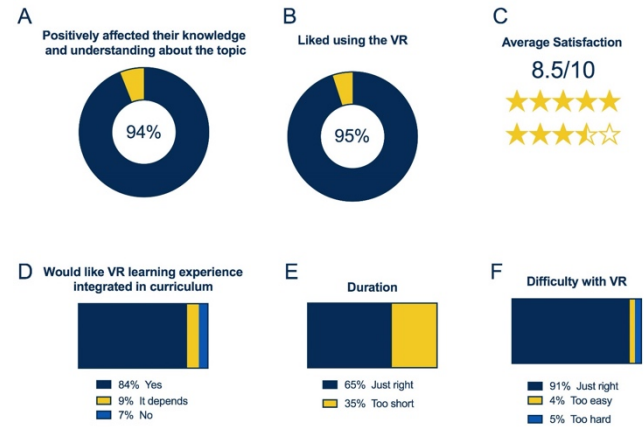 A
Positively affected their knowledge
and understanding about the topic
94%
B
Liked using the VR
95%
C
Average Satisfaction
8.5/10
D
Would like VR learning experience
integrated in curriculum
84% Yes
9% It depends
7% No
E
Duration
65% Just right
35% Too short
F
Difficulty with VR
91% Just right
4% Too easy
5% Too hard